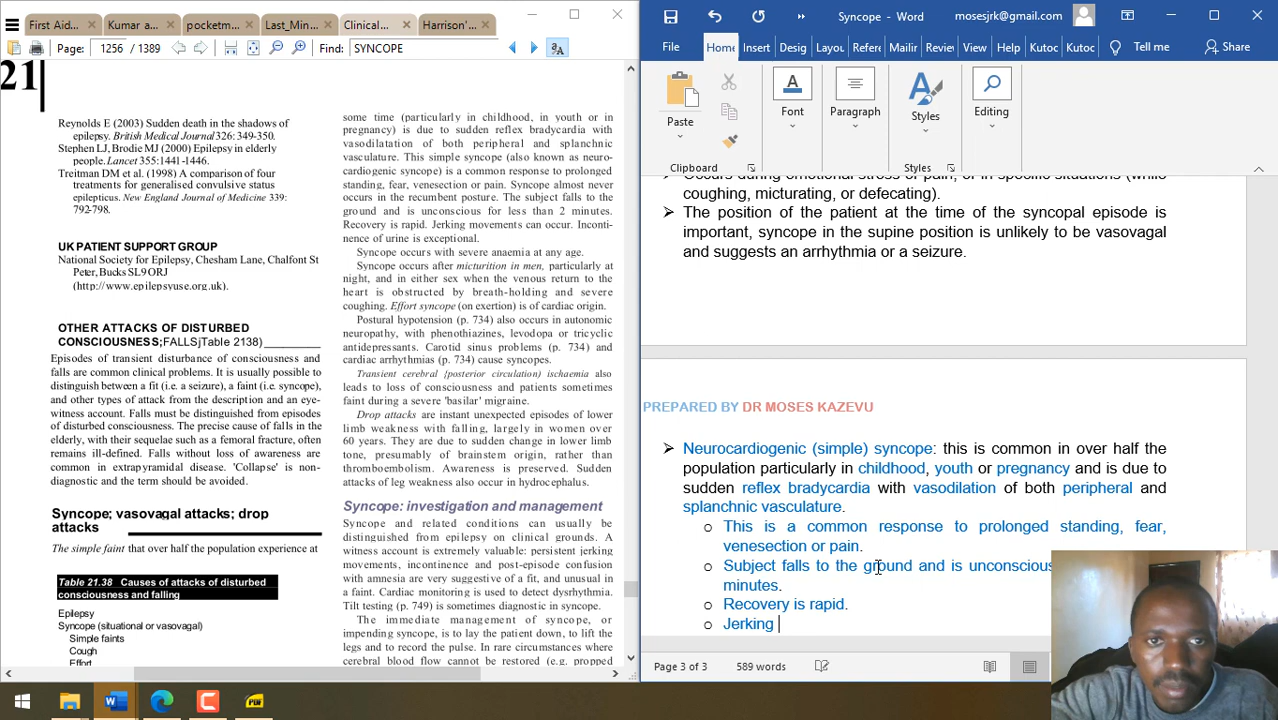 First Aid...
Kumar a...
pocketm...
Last_Min...
Clinical...
Harrison'...
Page: 1256 / 1389
Find: SYNCOPE
21
Reynolds E (2003) Sudden death in the shadows of
epilepsy. British Medical Journal 326: 349-350.
Stephen LJ, Brodie MJ (2000) Epilepsy in elderly
people. Lancet 355:1441-1446.
Treitman DM et al. (1998) A comparison of four
treatments for generalised convulsive status
epilepticus. New England Journal of Medicine 339:
792-798.
UK PATIENT SUPPORT GROUP
National Society for Epilepsy, Chesham Lane, Chalfont St
Peter, Bucks SL9 ORJ
(http://www.epilepsyuse.org.uk).
OTHER ATTACKS OF DISTURBED
CONSCIOUSNESS;FALLSjTable 2138)
Episodes of transient disturbance of consciousness and
falls are common clinical problems. It is usually possible to
distinguish between a fit (i.e. a seizure), a faint (i.e. syncope),
and other types of attack from the description and an eye-
witness account. Falls must be distinguished from episodes
of disturbed consciousness. The precise cause of falls in the
elderly, with their sequelae such as a femoral fracture, often
remains ill-defined. Falls without loss of awareness are
common in extrapyramidal disease. 'Collapse' is non-
diagnostic and the term should be avoided.
Syncope; vasovagal attacks; drop
attacks
The simple faint that over half the population experience at
Table 21.38 Causes of attacks of disturbed
consciousness and falling
Epilepsy
Syncope (situational or vasovagal)
Simple faints
Cough
Effort
some time (particularly in childhood, in youth or in
pregnancy) is due to sudden reflex bradycardia with
vasodilatation of both peripheral and splanchnic
vasculature. This simple syncope (also known as neuro-
cardiogenic syncope) is a common response to prolonged
standing, fear, venesection or pain. Syncope almost never
occurs in the recumbent posture. The subject falls to the
ground and is unconscious for less than 2 minutes.
Recovery is rapid. Jerking movements can occur. Inconti-
nence of urine is exceptional.
Syncope occurs with severe anaemia at any age.
Syncope occurs after micturition in men, particularly at
night, and in either sex when the venous return to the
heart is obstructed by breath-holding and severe
coughing. Effort syncope (on exertion) is of cardiac origin.
Postural hypotension (p. 734) also occurs in autonomic
neuropathy, with phenothiazines, levodopa or tricyclic
antidepressants. Carotid sinus problems (p. 734) and
cardiac arrhythmias (p. 734) cause syncopes.
Transient cerebral {posterior circulation) ischaemia also
leads to loss of consciousness and patients sometimes
faint during a severe 'basilar' migraine.
Drop attacks are instant unexpected episodes of lower
limb weakness with falling, largely in women over
60 years. They are due to sudden change in lower limb
tone, presumably of brainstem origin, rather than
thromboembolism. Awareness is preserved. Sudden
attacks of leg weakness also occur in hydrocephalus.
Syncope: investigation and management
Syncope and related conditions can usually be
distinguished from epilepsy on clinical grounds. A
witness account is extremely valuable: persistent jerking
movements, incontinence and post-episode confusion
with amnesia are very suggestive of a fit, and unusual in
a faint. Cardiac monitoring is used to detect dysrhythmia.
Tilt testing (p. 749) is sometimes diagnostic in syncope.
The immediate management of syncope, or
impending syncope, is to lay the patient down, to lift the
legs and to record the pulse. In rare circumstances where
cerebral blood flow cannot be restored (e.g. propped
Syncope - Word
mosesjrk@gmail.com
File Home Insert Desig Layou Refere Mailin Review View Help Kutoc Kutoc Tell me Share
Paste
Clipboard
Font
Paragraph
Styles
Styles
Editing
Occurs during emotional stress or pain, or in specific situations (while
coughing, micturating, or defecating).
The position of the patient at the time of the syncopal episode is
important, syncope in the supine position is unlikely to be vasovagal
and suggests an arrhythmia or a seizure.
PREPARED BY DR MOSES KAZEVU
Neurocardiogenic (simple) syncope: this is common in over half the
population particularly in childhood, youth or pregnancy and is due to
sudden reflex bradycardia with vasodilation of both peripheral and
splanchnic vasculature.
This is a common response to prolonged standing, fear,
venesection or pain.
Subject falls to the ground and is unconscious
minutes.
Recovery is rapid.
Jerking
Page 3 of 3
589 words
PDF